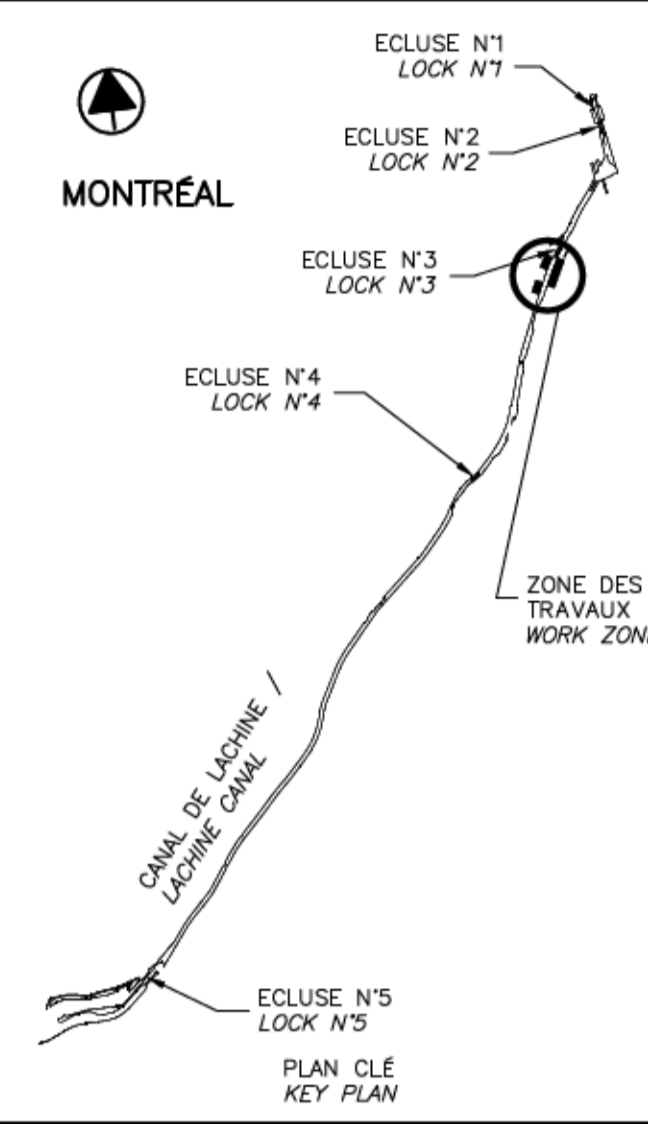 ECLUSE N°1
LOCK N°1
ECLUSE N°2
LOCK N°2
MONTRÉAL
ECLUSE N°3
LOCK N°3
ECLUSE N°4
LOCK N°4
ZONE DES
TRAVAUX
WORK ZONE
CANAL DE LACHINE /
LACHINE CANAL
ECLUSE N°5
LOCK N°5
PLAN CLÉ
KEY PLAN